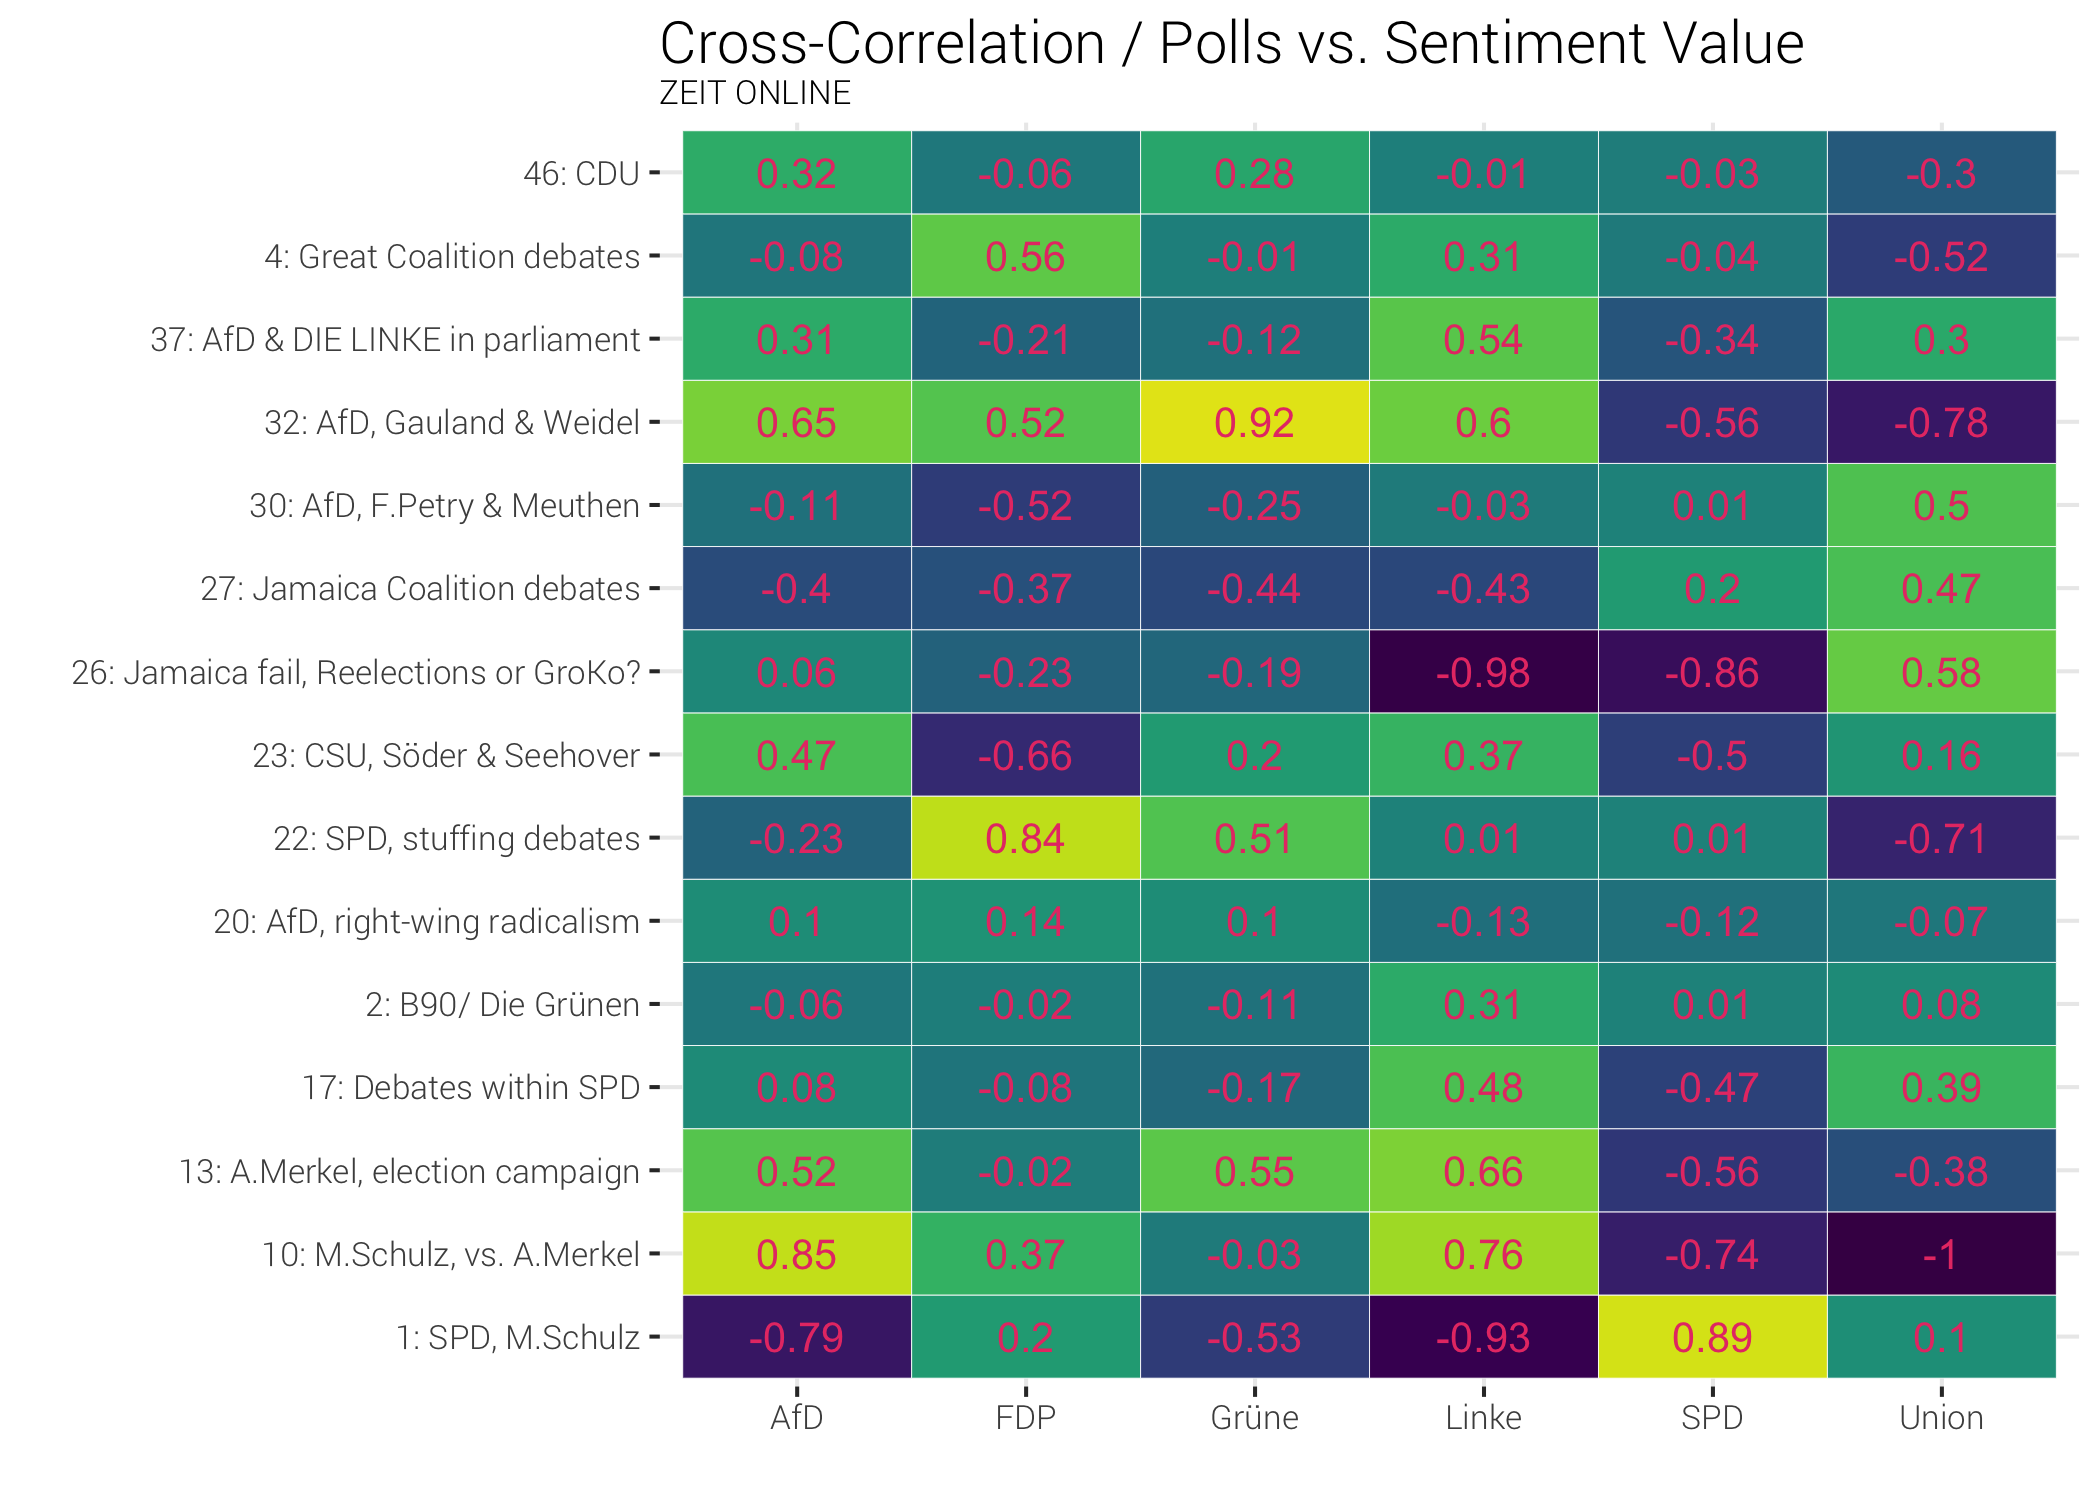 Cross-Correlation / Polls vs. Sentiment Value
ZEIT ONLINE
46: CDU 0.32 -0.06 0.28 -0.01 -0.03 -0.3
4: Great Coalition debates -0.08 0.56 -0.01 0.31 -0.04 -0.52
37: AfD & DIE LINKE in parliament 0.31 -0.21 -0.12 0.54 -0.34 0.3
32: AfD, Gauland & Weidel 0.65 0.52 0.92 0.6 -0.56 -0.78
30: AfD, F.Petry & Meuthen -0.11 -0.52 -0.25 -0.03 0.01 0.5
27: Jamaica Coalition debates -0.4 -0.37 -0.44 -0.43 0.2 0.47
26: Jamaica fail, Reelections or GroKo? 0.06 -0.23 -0.19 -0.98 -0.86 0.58
23: CSU, Söder & Seehover 0.47 -0.66 0.2 0.37 -0.5 0.16
22: SPD, stuffing debates -0.23 0.84 0.51 0.01 0.01 -0.71
20: AfD, right-wing radicalism 0.1 0.14 0.1 -0.13 -0.12 -0.07
2: B90/ Die Grünen -0.06 -0.02 -0.11 0.31 0.01 0.08
17: Debates within SPD 0.08 -0.08 -0.17 0.48 -0.47 0.39
13: A.Merkel, election campaign 0.52 -0.02 0.55 0.66 -0.56 -0.38
10: M.Schulz, vs. A.Merkel 0.85 0.37 -0.03 0.76 -0.74 -1
1: SPD, M.Schulz -0.79 0.2 -0.53 -0.93 0.89 0.1
AfD FDP Grüne Linke SPD Union